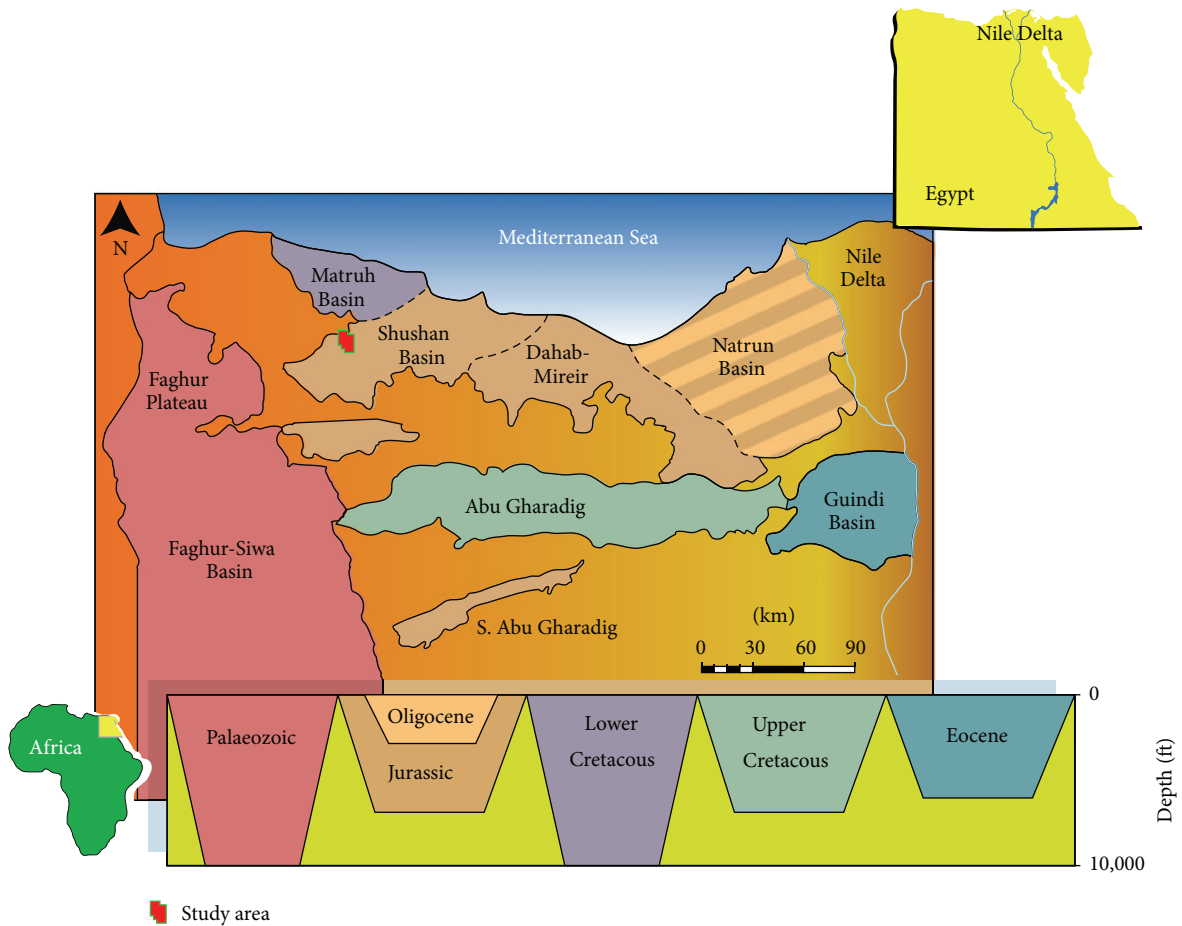 Nile Delta
Egypt
N
Mediterranean Sea
Matruh
Basin
Nile
Delta
Shushan
Basin
Dahab-
Mireir
Natrun
Basin
Faghur
Plateau
Abu Gharadig
Guindi
Basin
Faghur-Siwa
Basin
S. Abu Gharadig
(km)
0 30 60 90
Africa
Palaeozoic
Oligocene
Jurassic
Lower
Cretacous
Upper
Cretacous
Eocene
0
10,000
Depth (ft)
Study area